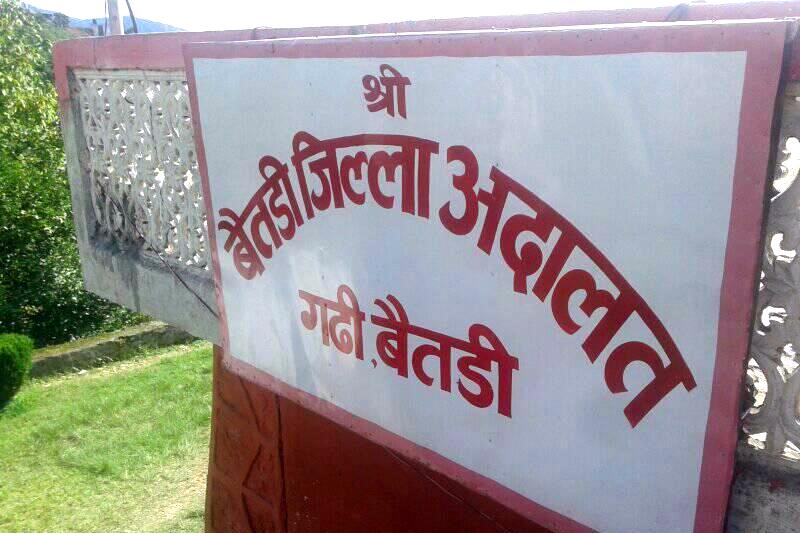 श्री
बैतडी जिल्ला अदालत
गढी, बैतडी